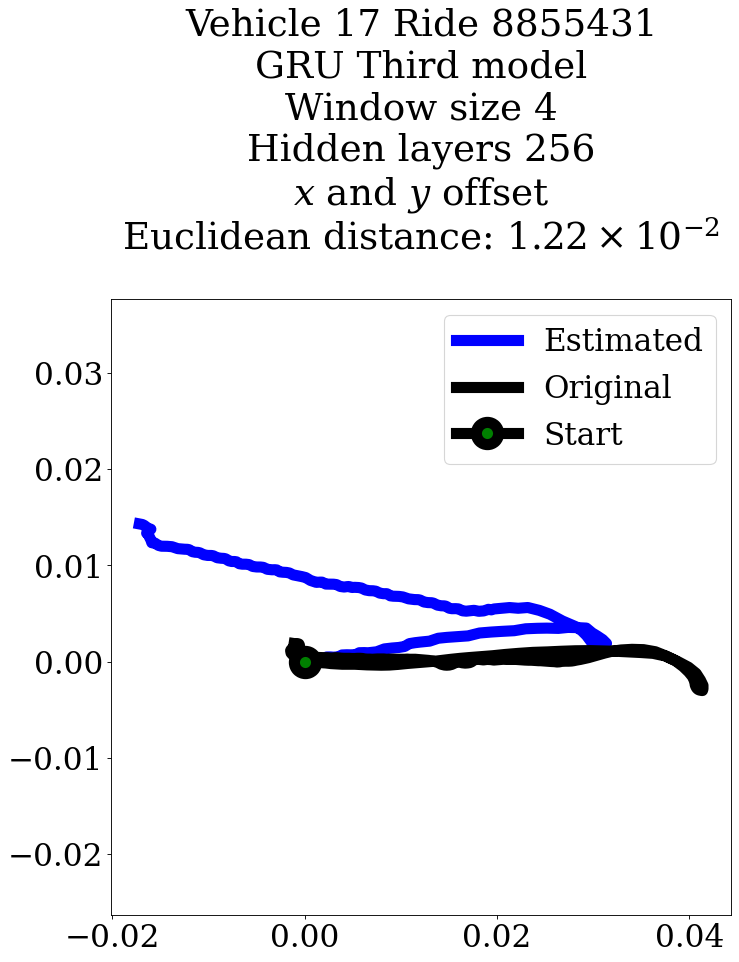 Vehicle 17 Ride 8855431
GRU Third model
Window size 4
Hidden layers 256
x and y offset
Euclidean distance: 1.22 × 10⁻²
Estimated
Original
Start
0.03
0.02
0.01
0.00
−0.01
−0.02
−0.02 0.00 0.02 0.04